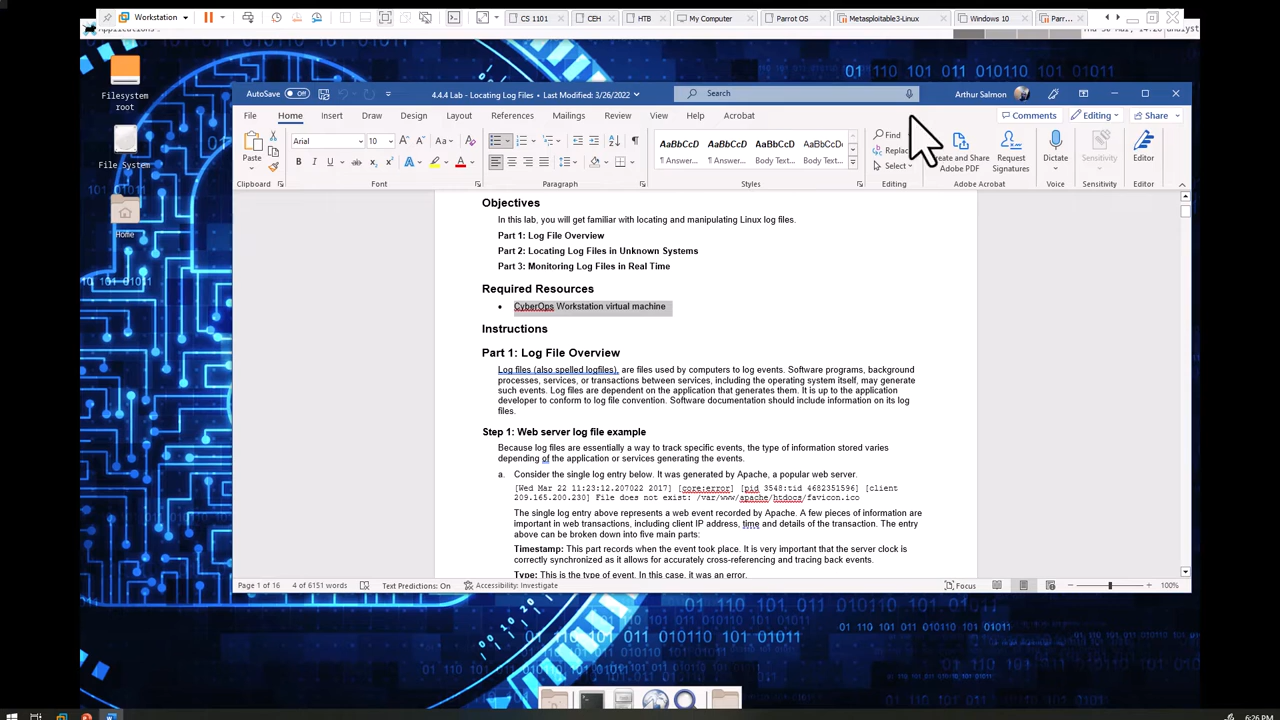 Workstation
CS 1101
CEH
HTB
My Computer
Parrot OS
Metasploitable3-Linux
Windows 10
Parr...
Applications
Filesystem
root
File System
Home
AutoSave Off
4.4.4 Lab - Locating Log Files • Last Modified: 3/26/2022
Search
Arthur Salmon
File Home Insert Draw Design Layout References Mailings Review View Help Acrobat
Comments Editing Share
Paste
Arial 10
B I U
AaBbCcD AaBbCcD AaBbCcD AaBbCcDı
¶ Answer... ¶ Answer... Body Text... Body Text...
Find
Replac
Select
Create and Share
Adobe PDF
Request
Signatures
Dictate
Sensitivity
Editor
Clipboard Font Paragraph Styles Editing Adobe Acrobat Voice Sensitivity Editor
Objectives
In this lab, you will get familiar with locating and manipulating Linux log files.
Part 1: Log File Overview
Part 2: Locating Log Files in Unknown Systems
Part 3: Monitoring Log Files in Real Time
Required Resources
• CyberOps Workstation virtual machine
Instructions
Part 1: Log File Overview
Log files (also spelled logfiles), are files used by computers to log events. Software programs, background
processes, services, or transactions between services, including the operating system itself, may generate
such events. Log files are dependent on the application that generates them. It is up to the application
developer to conform to log file convention. Software documentation should include information on its log
files.
Step 1: Web server log file example
Because log files are essentially a way to track specific events, the type of information stored varies
depending of the application or services generating the events.
a. Consider the single log entry below. It was generated by Apache, a popular web server.
[Wed Mar 22 11:23:12.207022 2017] [core:error] [pid 3548:tid 4682351596] [client
209.165.200.230] File does not exist: /var/www/apache/htdocs/favicon.ico
The single log entry above represents a web event recorded by Apache. A few pieces of information are
important in web transactions, including client IP address, time and details of the transaction. The entry
above can be broken down into five main parts:
Timestamp: This part records when the event took place. It is very important that the server clock is
correctly synchronized as it allows for accurately cross-referencing and tracing back events.
Type: This is the type of event. In this case, it was an error.
Page 1 of 16 4 of 6151 words Text Predictions: On Accessibility: Investigate Focus 100%
6:26 PM